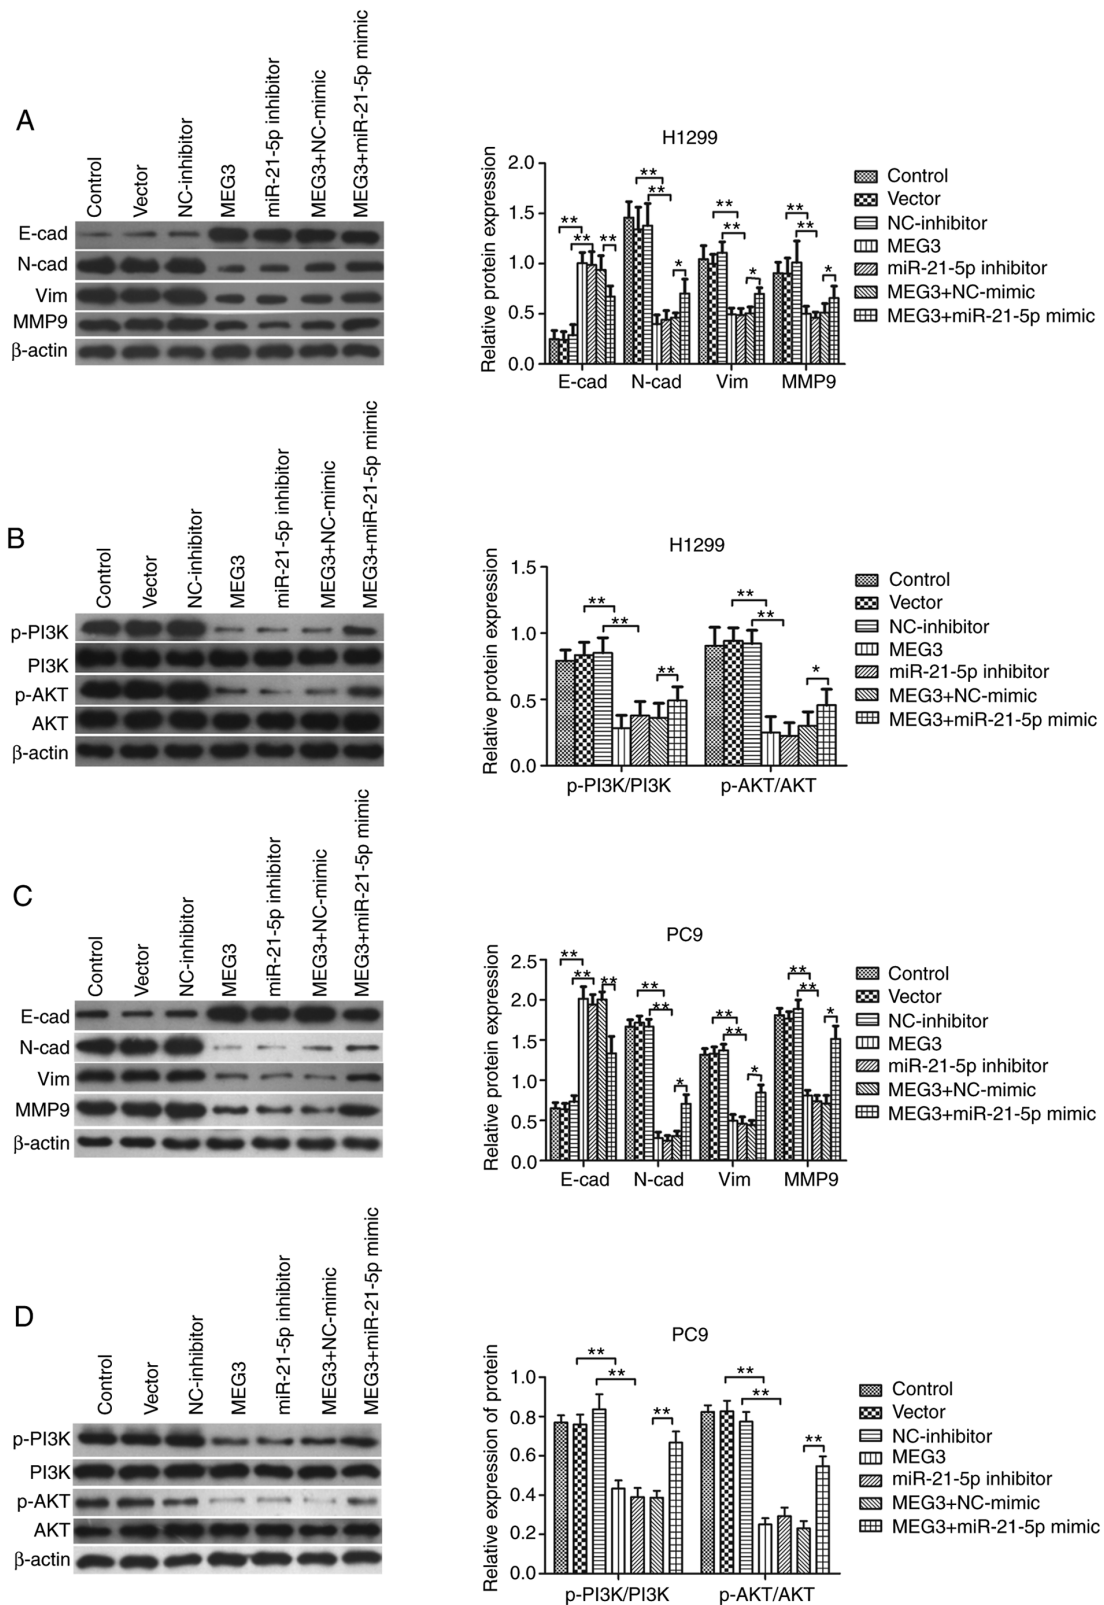 A
Control
Vector
NC-inhibitor
MEG3
miR-21-5p inhibitor
MEG3+NC-mimic
MEG3+miR-21-5p mimic
E-cad
N-cad
Vim
MMP9
β-actin
H1299
Relative protein expression
2.0
1.5
1.0
0.5
0.0
** ** **
** ** *
** ** *
** ** *
E-cad N-cad Vim MMP9
Control
Vector
NC-inhibitor
MEG3
miR-21-5p inhibitor
MEG3+NC-mimic
MEG3+miR-21-5p mimic
B
Control
Vector
NC-inhibitor
MEG3
miR-21-5p inhibitor
MEG3+NC-mimic
MEG3+miR-21-5p mimic
p-PI3K
PI3K
p-AKT
AKT
β-actin
H1299
Relative protein expression
1.5
1.0
0.5
0.0
** ** **
** ** *
p-PI3K/PI3K p-AKT/AKT
Control
Vector
NC-inhibitor
MEG3
miR-21-5p inhibitor
MEG3+NC-mimic
MEG3+miR-21-5p mimic
C
Control
Vector
NC-inhibitor
MEG3
miR-21-5p inhibitor
MEG3+NC-mimic
MEG3+miR-21-5p mimic
E-cad
N-cad
Vim
MMP9
β-actin
PC9
Relative protein expression
2.5
2.0
1.5
1.0
0.5
0.0
** ** **
** ** *
** ** *
** ** *
E-cad N-cad Vim MMP9
Control
Vector
NC-inhibitor
MEG3
miR-21-5p inhibitor
MEG3+NC-mimic
MEG3+miR-21-5p mimic
D
Control
Vector
NC-inhibitor
MEG3
miR-21-5p inhibitor
MEG3+NC-mimic
MEG3+miR-21-5p mimic
p-PI3K
PI3K
p-AKT
AKT
β-actin
PC9
Relative expression of protein
1.0
0.8
0.6
0.4
0.2
0.0
** ** **
** ** **
p-PI3K/PI3K p-AKT/AKT
Control
Vector
NC-inhibitor
MEG3
miR-21-5p inhibitor
MEG3+NC-mimic
MEG3+miR-21-5p mimic